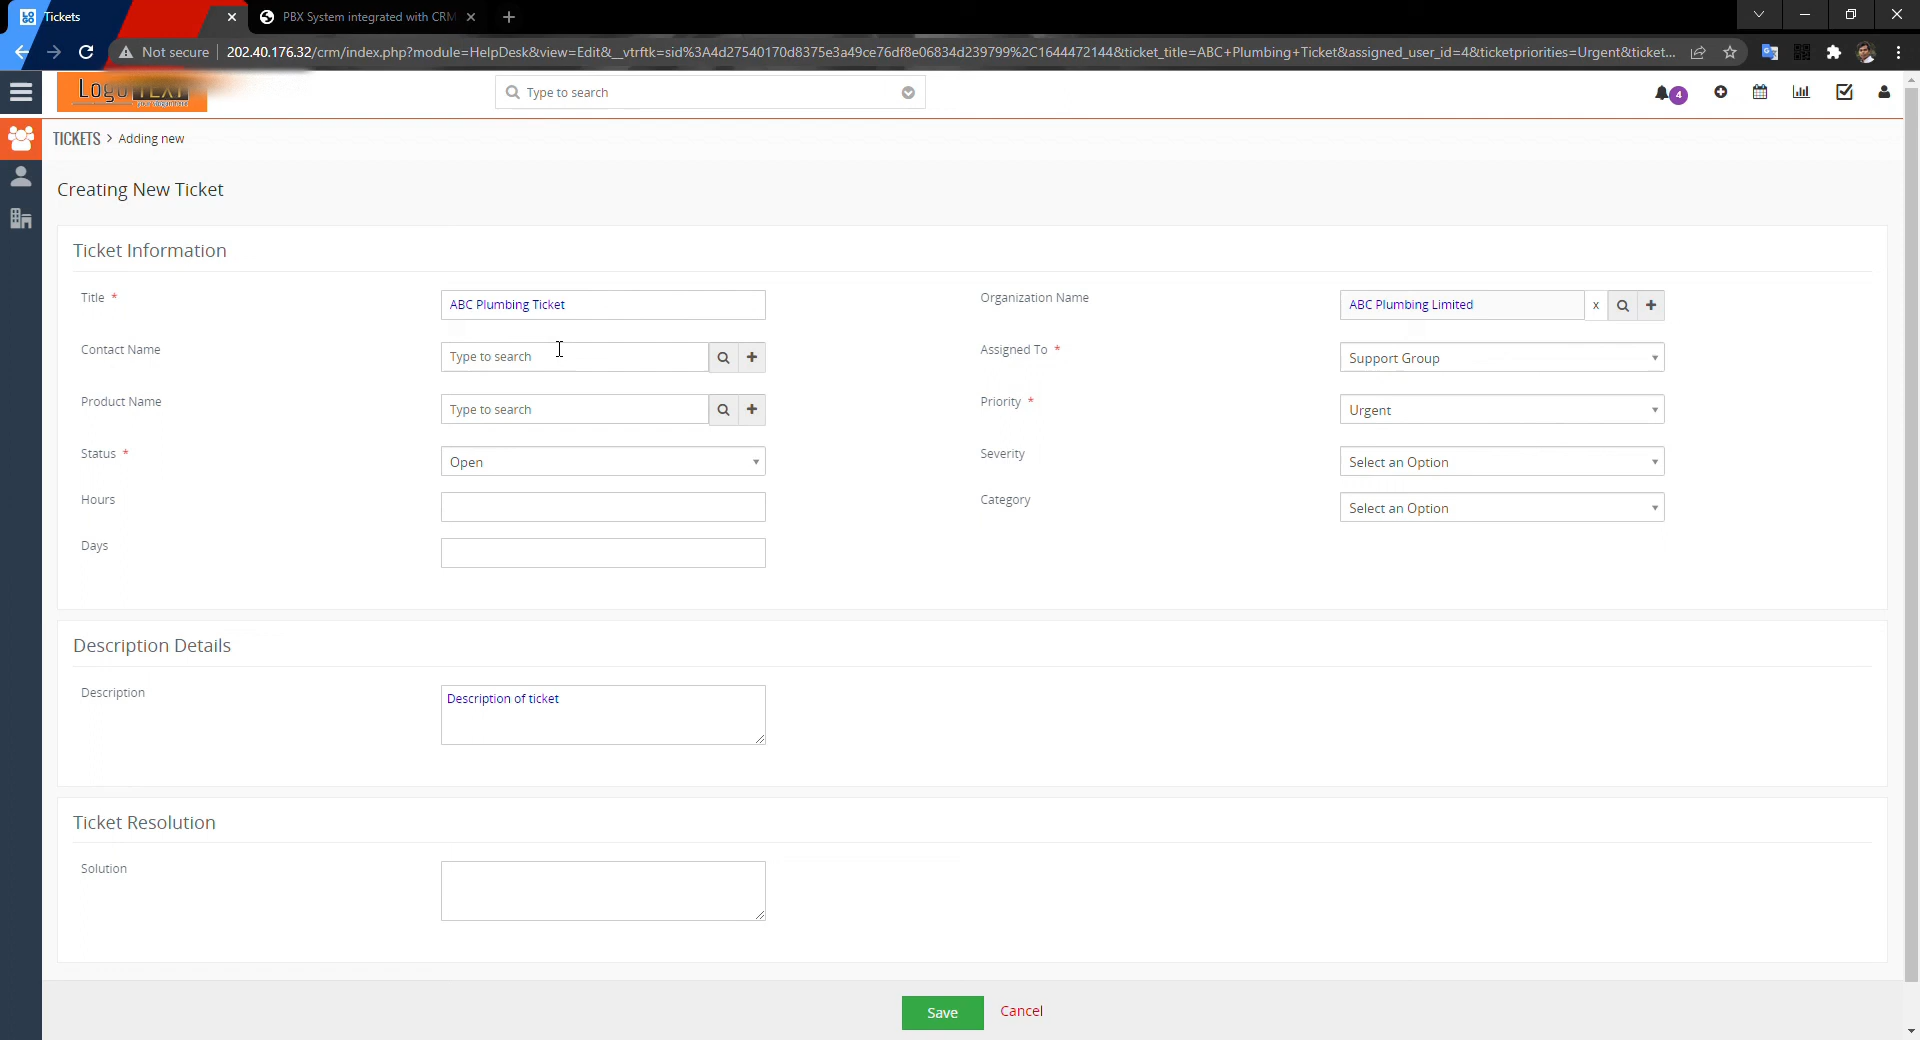 Tickets
PBX System integrated with CRM
Not secure
202.40.176.32/crm/index.php?module=HelpDesk&view=Edit&__vtrftk=sid%3A4d27540170d8375e3a49ce76df8e06834d239799%2C1644472144&ticket_title=ABC+Plumbing+Ticket&assigned_user_id=4&ticketpriorities=Urgent&ticket...
Logo TEXT
Type to search
4
TICKETS > Adding new
Creating New Ticket
Ticket Information
Title *
ABC Plumbing Ticket
Organization Name
ABC Plumbing Limited
x
Contact Name
Type to search
Assigned To *
Support Group
Product Name
Type to search
Priority *
Urgent
Status *
Open
Severity
Select an Option
Hours
Category
Select an Option
Days
Description Details
Description
Description of ticket
Ticket Resolution
Solution
Save
Cancel